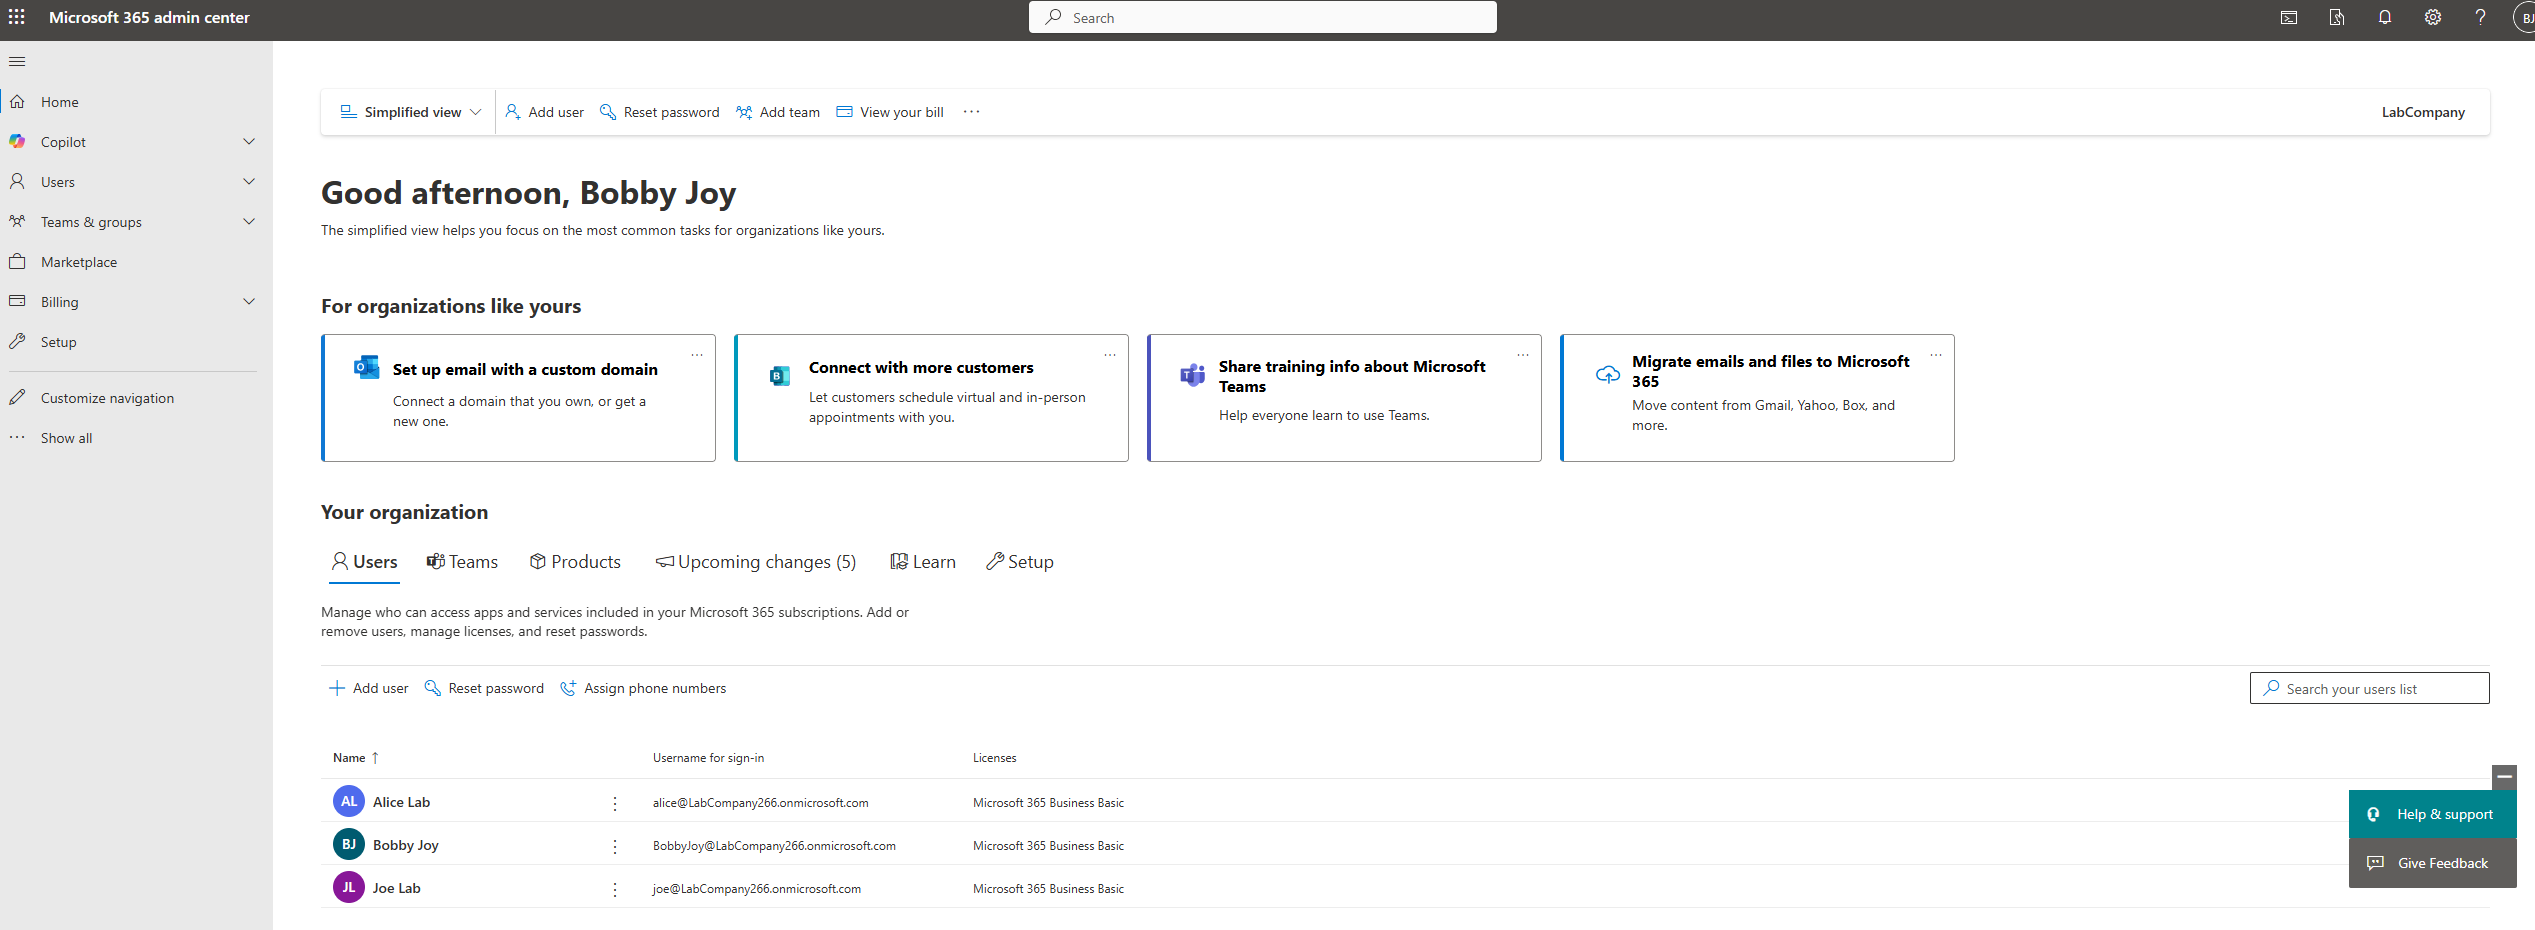 Microsoft 365 admin center
Search
BJ
Home
Copilot
Users
Teams & groups
Marketplace
Billing
Setup
Customize navigation
Show all
Simplified view
Add user
Reset password
Add team
View your bill
LabCompany
Good afternoon, Bobby Joy
The simplified view helps you focus on the most common tasks for organizations like yours.
For organizations like yours
Set up email with a custom domain
Connect a domain that you own, or get a
new one.
Connect with more customers
Let customers schedule virtual and in-person
appointments with you.
Share training info about Microsoft
Teams
Help everyone learn to use Teams.
Migrate emails and files to Microsoft
365
Move content from Gmail, Yahoo, Box, and
more.
Your organization
Users
Teams
Products
Upcoming changes (5)
Learn
Setup
Manage who can access apps and services included in your Microsoft 365 subscriptions. Add or
remove users, manage licenses, and reset passwords.
Add user
Reset password
Assign phone numbers
Search your users list
Name ↑
Username for sign-in
Licenses
AL
Alice Lab
alice@LabCompany266.onmicrosoft.com
Microsoft 365 Business Basic
BJ
Bobby Joy
BobbyJoy@LabCompany266.onmicrosoft.com
Microsoft 365 Business Basic
JL
Joe Lab
joe@LabCompany266.onmicrosoft.com
Microsoft 365 Business Basic
Help & support
Give Feedback